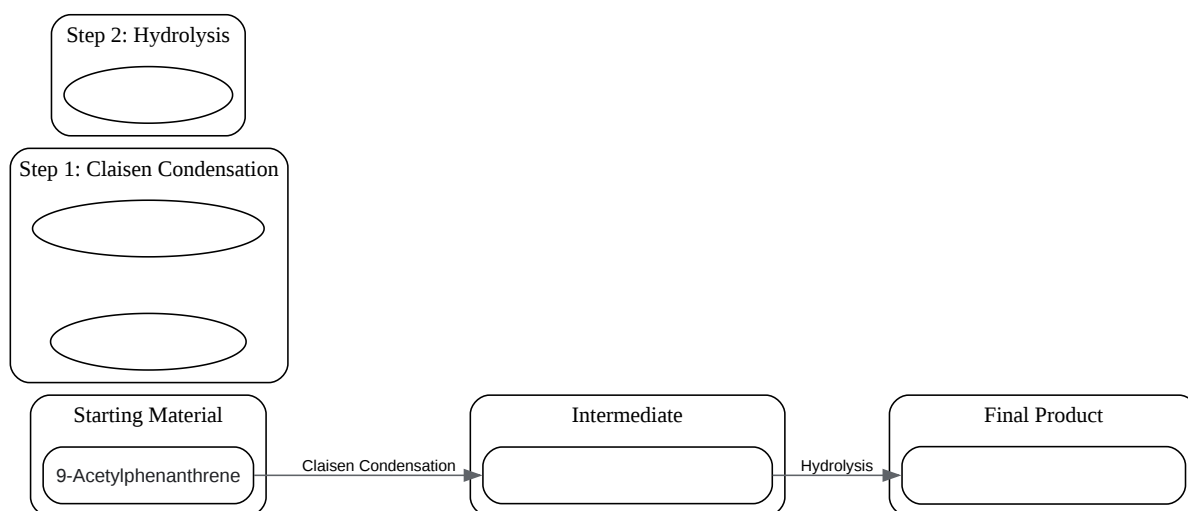 Step 2: Hydrolysis
Step 1: Claisen Condensation
Starting Material
Intermediate
Final Product
9-Acetylphenanthrene
Claisen Condensation
Hydrolysis